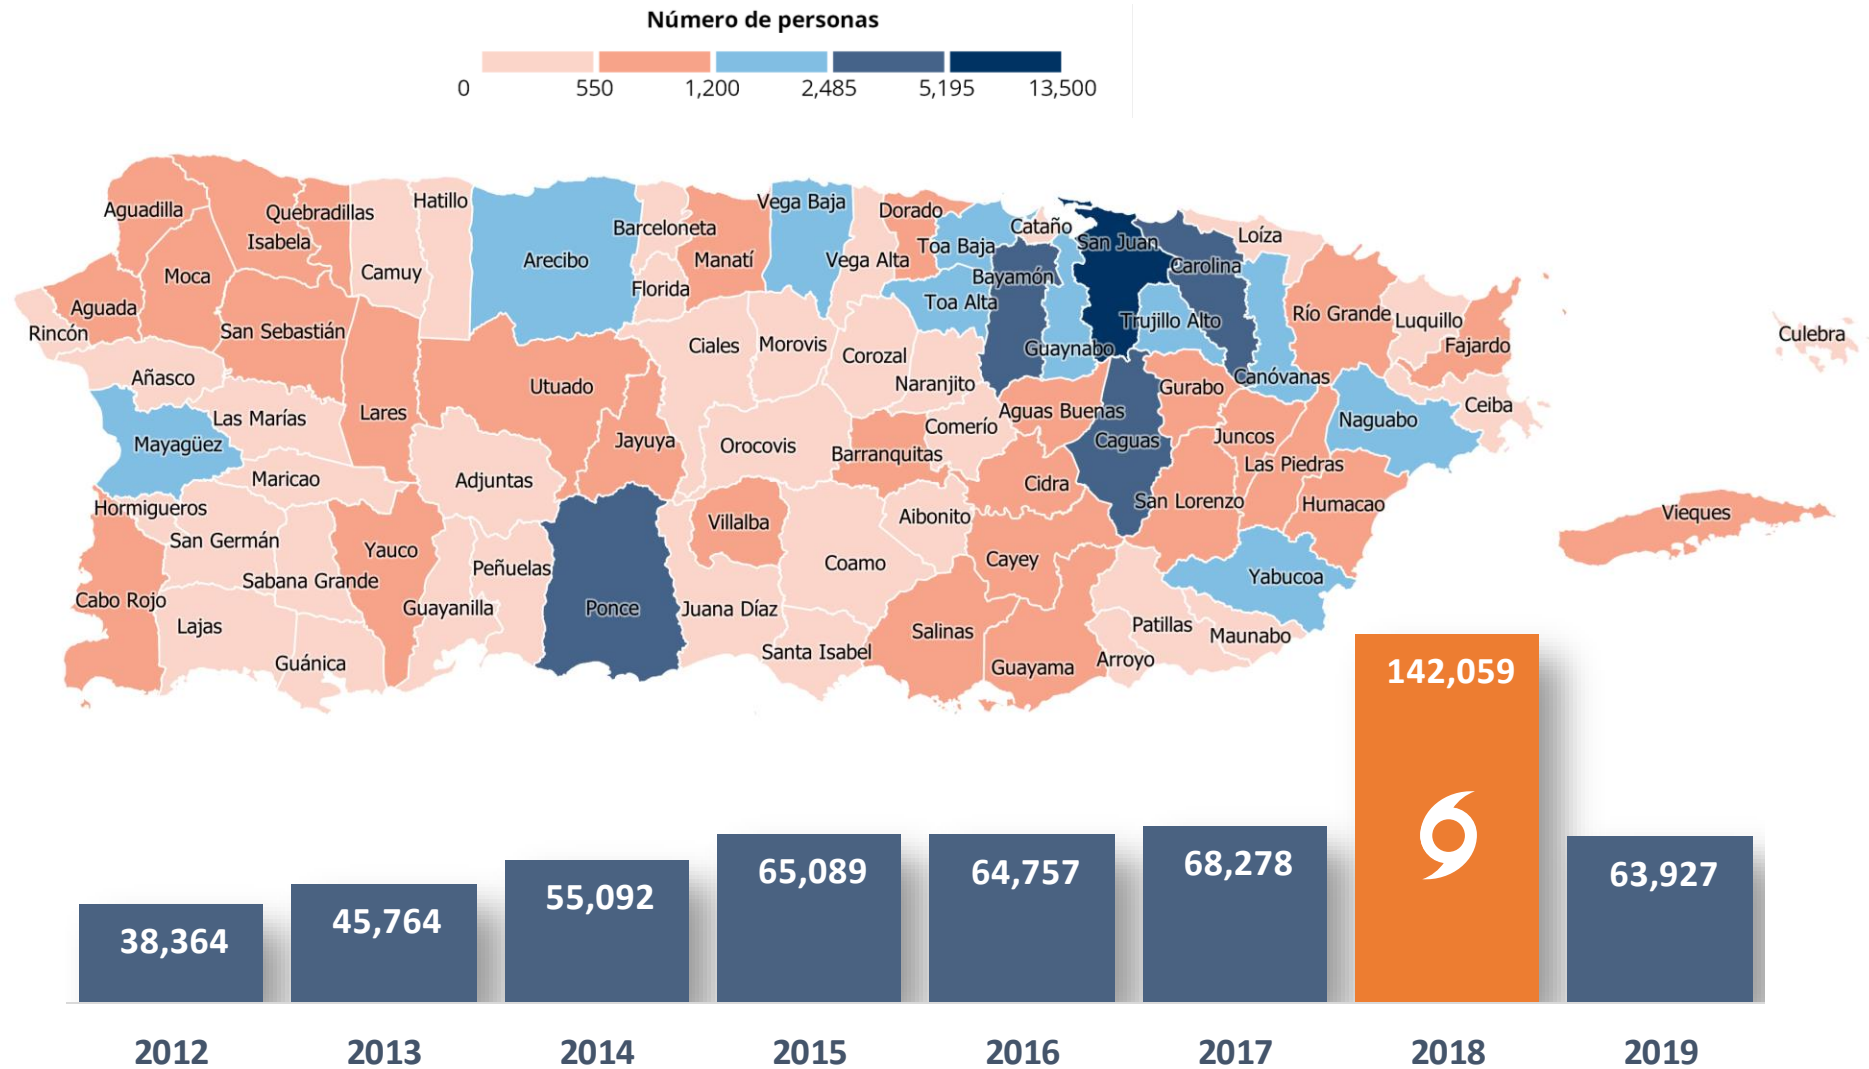 Número de personas
0 550 1,200 2,485 5,195 13,500
Aguadilla
Quebradillas
Isabela
Hatillo
Camuy
Moca
Arecibo
Barceloneta
Manatí
Florida
Vega Baja
Vega Alta
Dorado
Toa Baja
Toa Alta
Cataño
Bayamón
San Juan
Carolina
Loíza
Trujillo Alto
Guaynabo
Canóvanas
Río Grande
Luquillo
Fajardo
Culebra
Aguada
Rincón
San Sebastián
Añasco
Las Marías
Mayagüez
Lares
Utuado
Ciales
Morovis
Corozal
Naranjito
Jayuya
Orocovis
Barranquitas
Comerío
Aguas Buenas
Caguas
Gurabo
Juncos
Las Piedras
Naguabo
Ceiba
Maricao
Hormigueros
San Germán
Sabana Grande
Adjuntas
Yauco
Peñuelas
Guayanilla
Ponce
Villalba
Juana Díaz
Coamo
Aibonito
Cidra
Cayey
San Lorenzo
Humacao
Vieques
Yabucoa
Cabo Rojo
Lajas
Guánica
Santa Isabel
Salinas
Guayama
Arroyo
Patillas
Maunabo
38,364
45,764
55,092
65,089
64,757
68,278
142,059
63,927
2012 2013 2014 2015 2016 2017 2018 2019